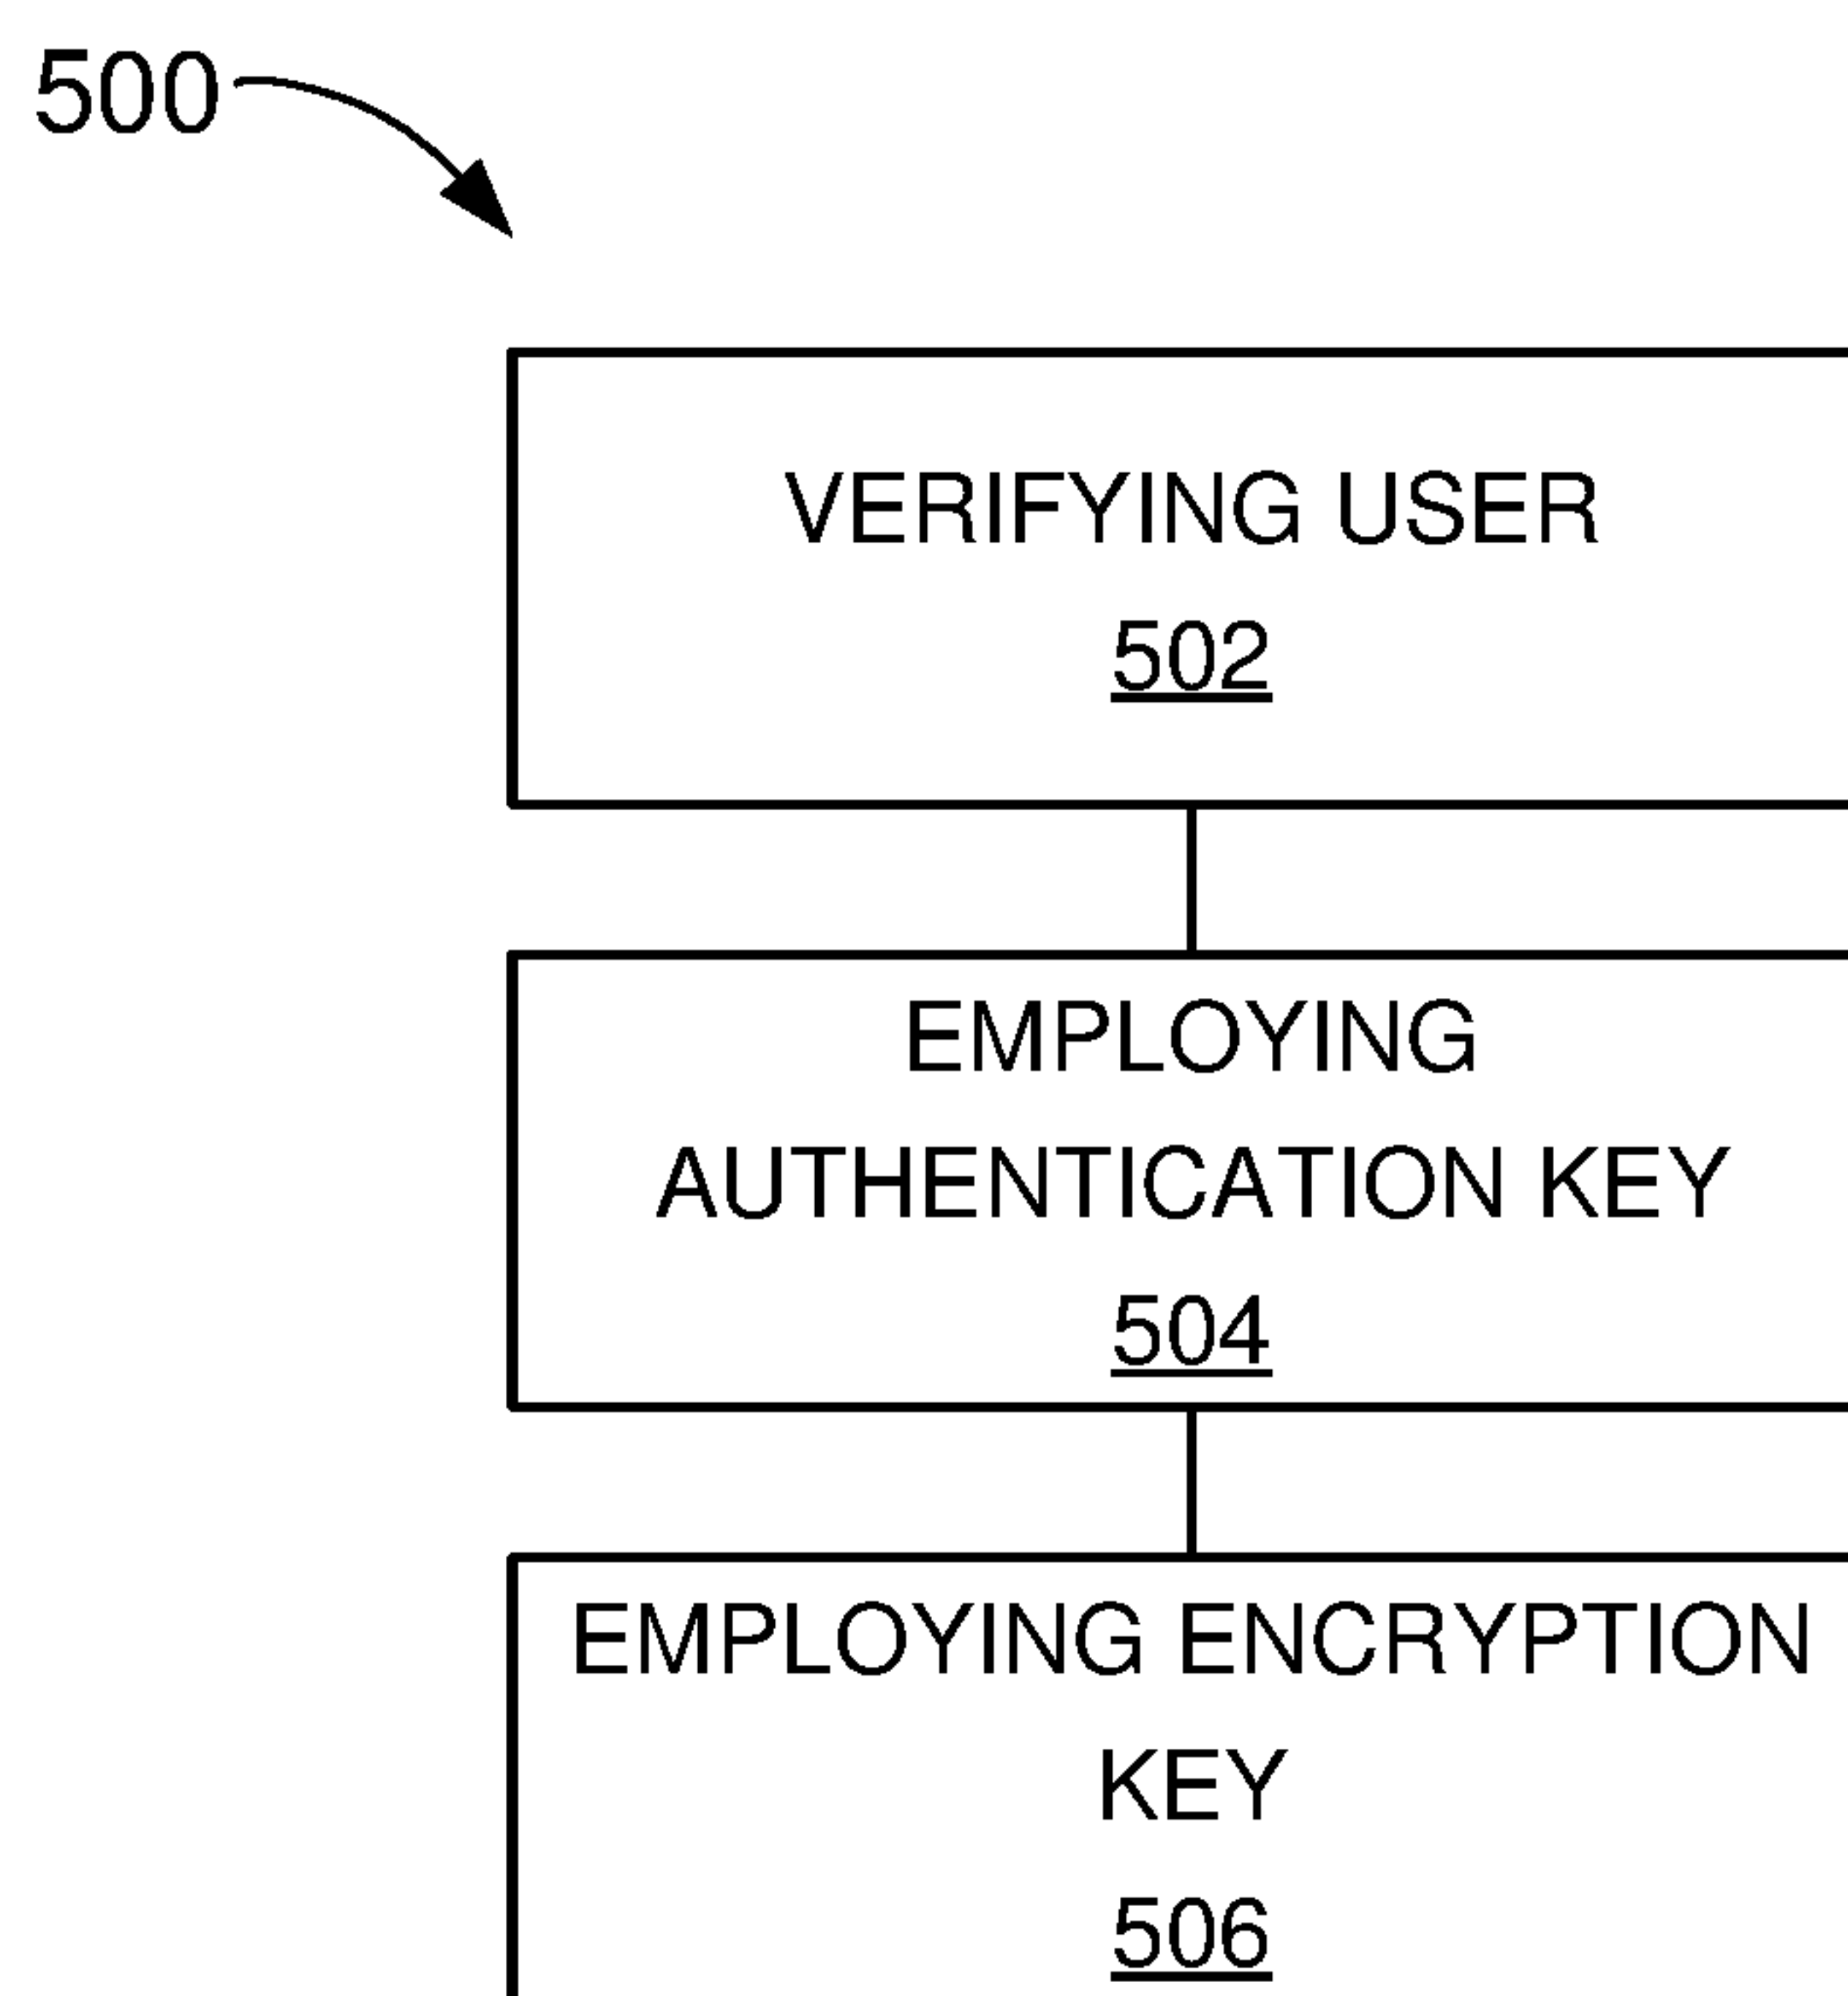 500
VERIFYING USER
502
EMPLOYING
AUTHENTICATION KEY
504
EMPLOYING ENCRYPTION
KEY
506